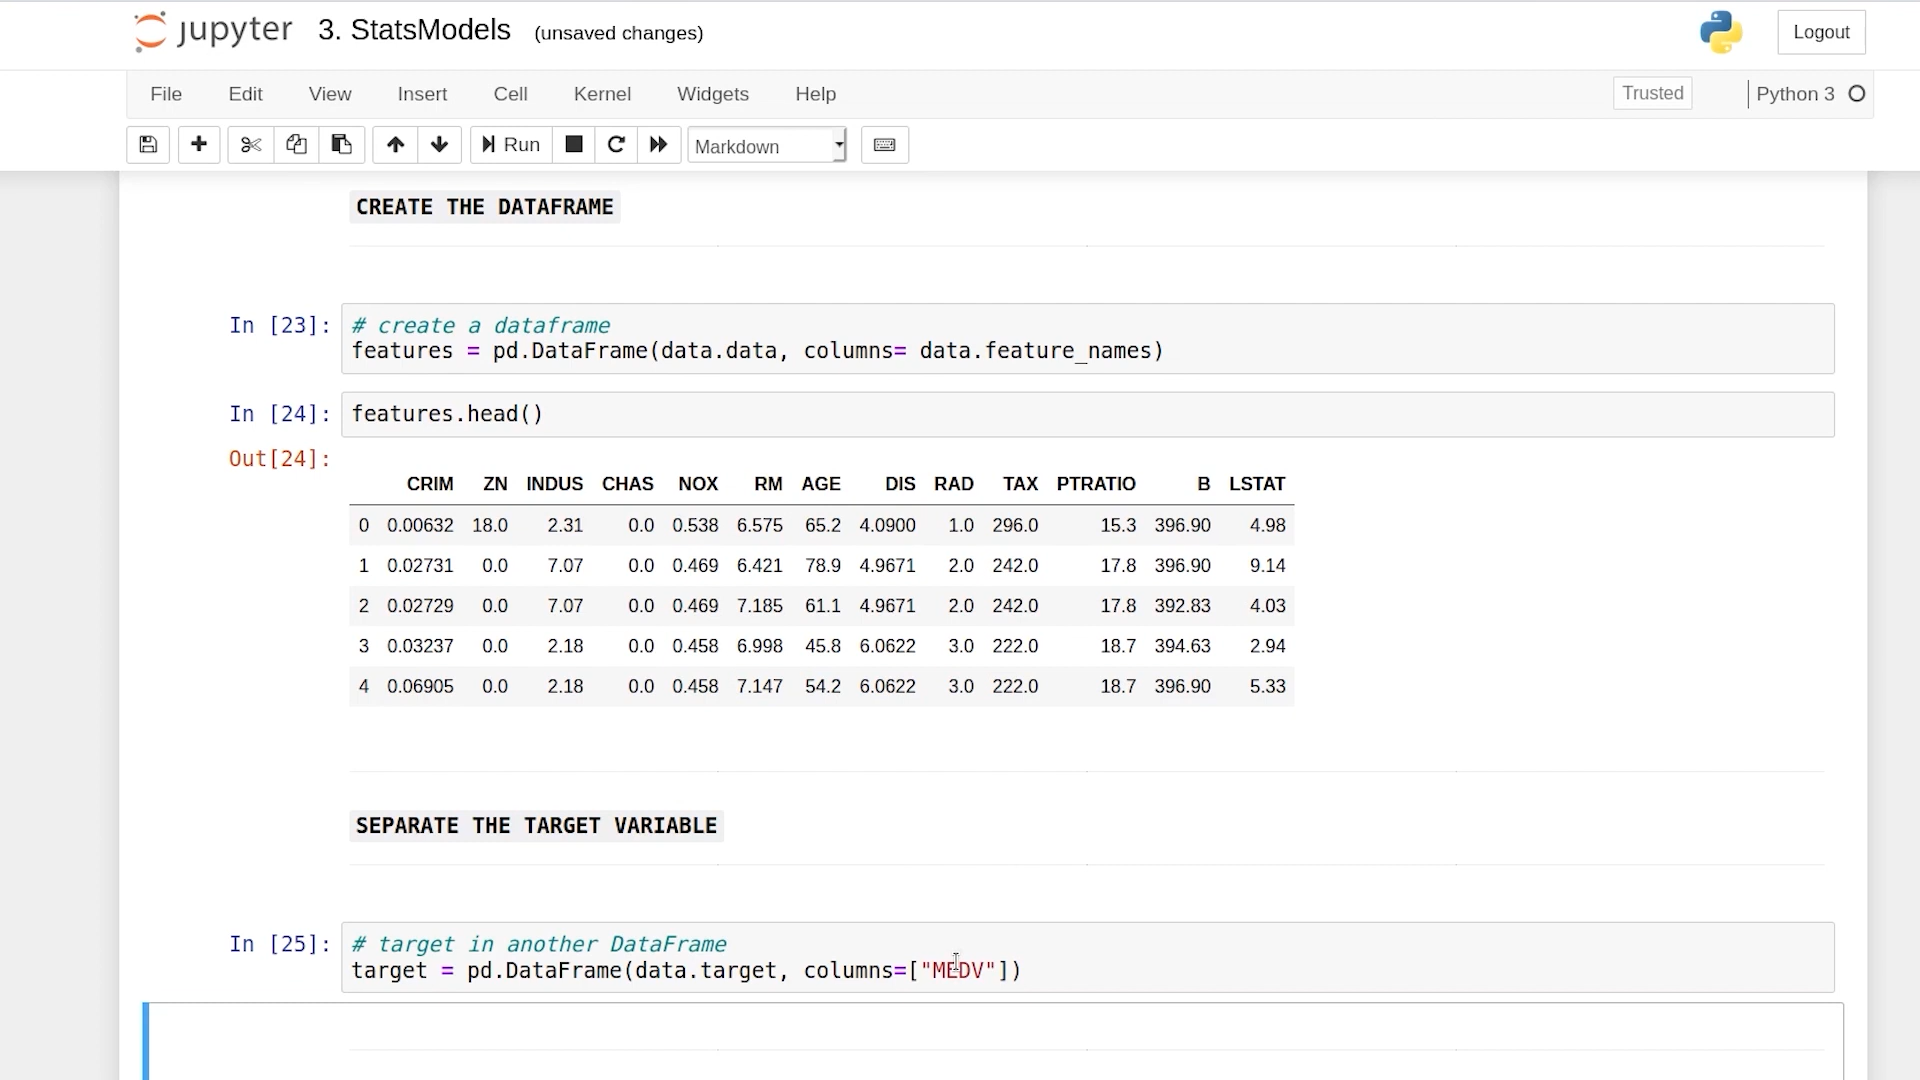 jupyter 3. StatsModels (unsaved changes) Logout
File Edit View Insert Cell Kernel Widgets Help Trusted Python 3
Run Markdown
CREATE THE DATAFRAME
In [23]: # create a dataframe
features = pd.DataFrame(data.data, columns= data.feature_names)
In [24]: features.head()
Out[24]:
CRIM ZN INDUS CHAS NOX RM AGE DIS RAD TAX PTRATIO B LSTAT
0 0.00632 18.0 2.31 0.0 0.538 6.575 65.2 4.0900 1.0 296.0 15.3 396.90 4.98
1 0.02731 0.0 7.07 0.0 0.469 6.421 78.9 4.9671 2.0 242.0 17.8 396.90 9.14
2 0.02729 0.0 7.07 0.0 0.469 7.185 61.1 4.9671 2.0 242.0 17.8 392.83 4.03
3 0.03237 0.0 2.18 0.0 0.458 6.998 45.8 6.0622 3.0 222.0 18.7 394.63 2.94
4 0.06905 0.0 2.18 0.0 0.458 7.147 54.2 6.0622 3.0 222.0 18.7 396.90 5.33
SEPARATE THE TARGET VARIABLE
In [25]: # target in another DataFrame
target = pd.DataFrame(data.target, columns=["MEDV"])